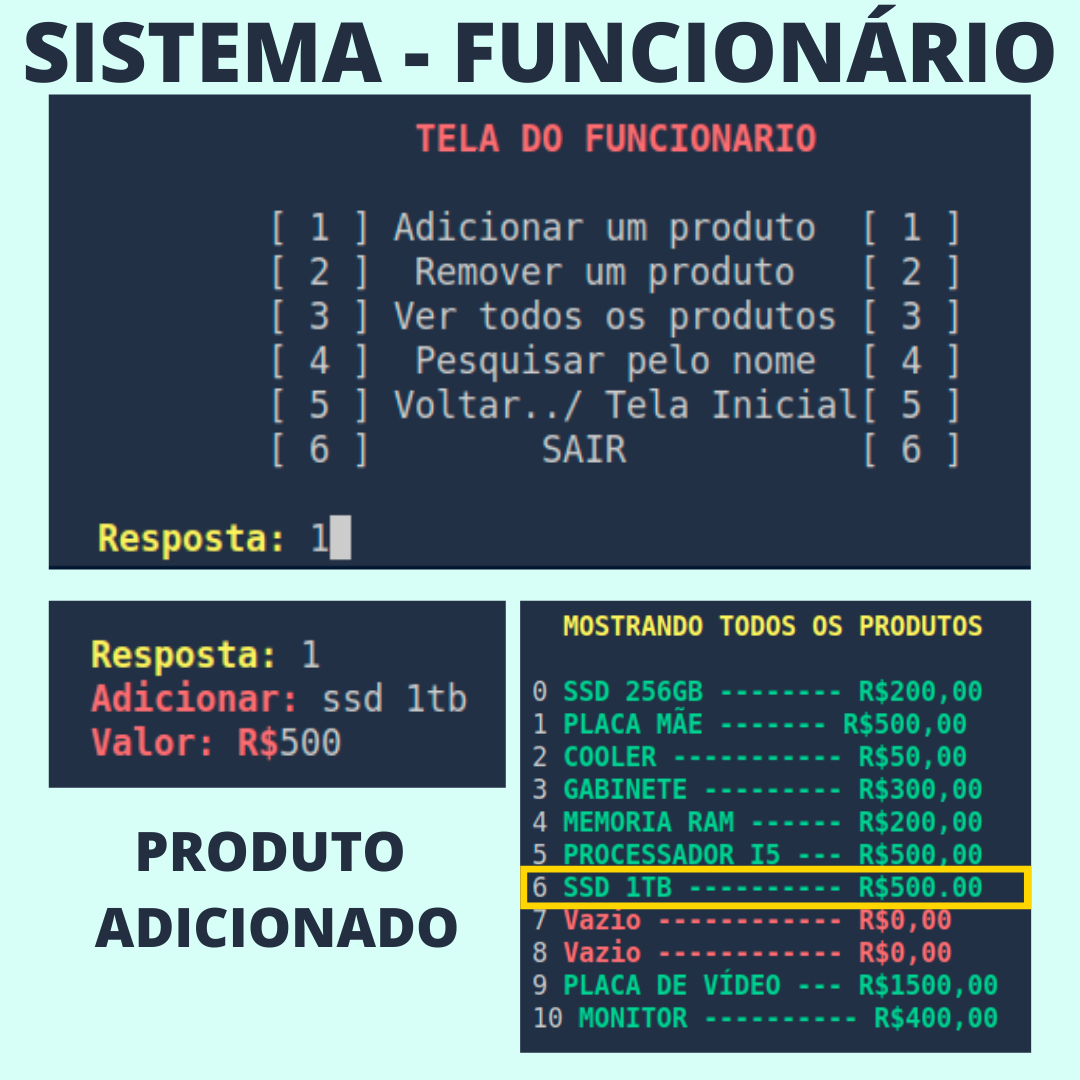 SISTEMA - FUNCIONÁRIO
TELA DO FUNCIONARIO
[ 1 ] Adicionar um produto [ 1 ]
[ 2 ] Remover um produto [ 2 ]
[ 3 ] Ver todos os produtos [ 3 ]
[ 4 ] Pesquisar pelo nome [ 4 ]
[ 5 ] Voltar../ Tela Inicial[ 5 ]
[ 6 ] SAIR [ 6 ]
Resposta: 1
Resposta: 1
Adicionar: ssd 1tb
Valor: R$500
PRODUTO
ADICIONADO
MOSTRANDO TODOS OS PRODUTOS
0 SSD 256GB -------- R$200,00
1 PLACA MÃE ------- R$500,00
2 COOLER ----------- R$50,00
3 GABINETE --------- R$300,00
4 MEMORIA RAM ------ R$200,00
5 PROCESSADOR I5 --- R$500,00
6 SSD 1TB ---------- R$500.00
7 Vazio ------------ R$0,00
8 Vazio ------------ R$0,00
9 PLACA DE VÍDEO --- R$1500,00
10 MONITOR ---------- R$400,00